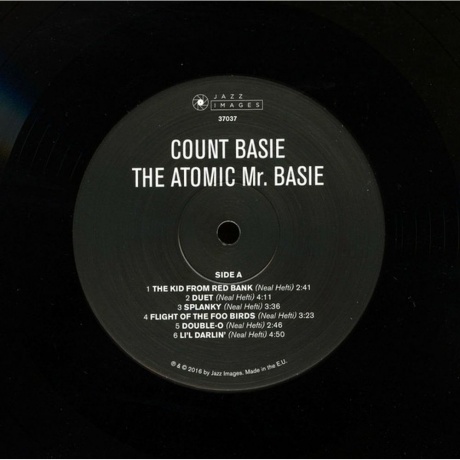 JAZZ
IMAGES
37037
COUNT BASIE
THE ATOMIC Mr. BASIE
SIDE A
1 THE KID FROM RED BANK (Neal Hefti) 2:41
2 DUET (Neal Hefti) 4:11
3 SPLANKY (Neal Hefti) 3:36
4 FLIGHT OF THE FOO BIRDS (Neal Hefti) 3:23
5 DOUBLE-O (Neal Hefti) 2:46
6 LI'L DARLIN' (Neal Hefti) 4:50
℗ & © 2016 by Jazz Images. Made in the E.U.